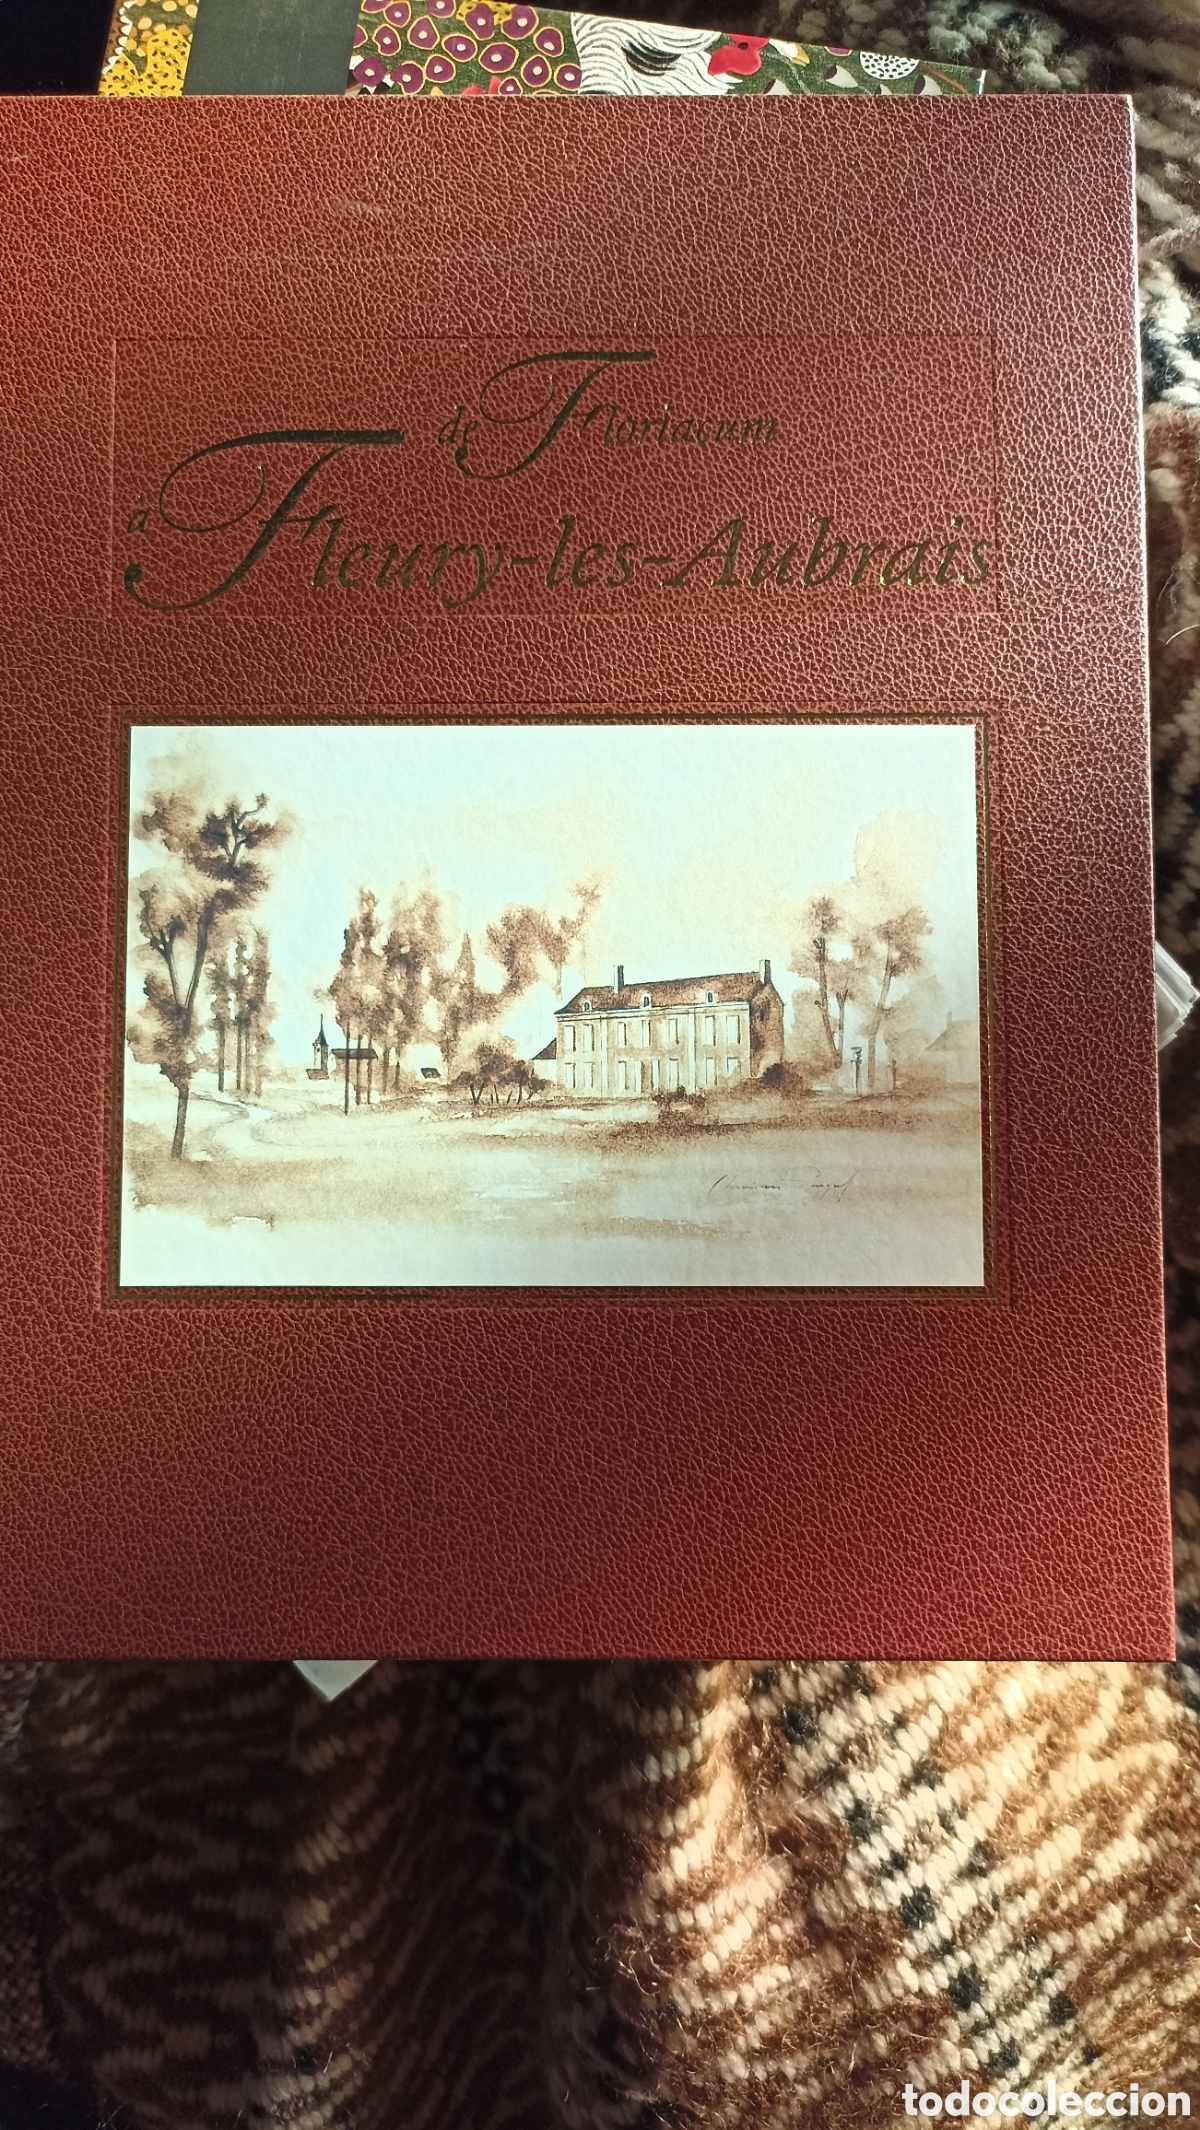 de Floriacum
à Fleury-les-Aubrais
todocoleccion